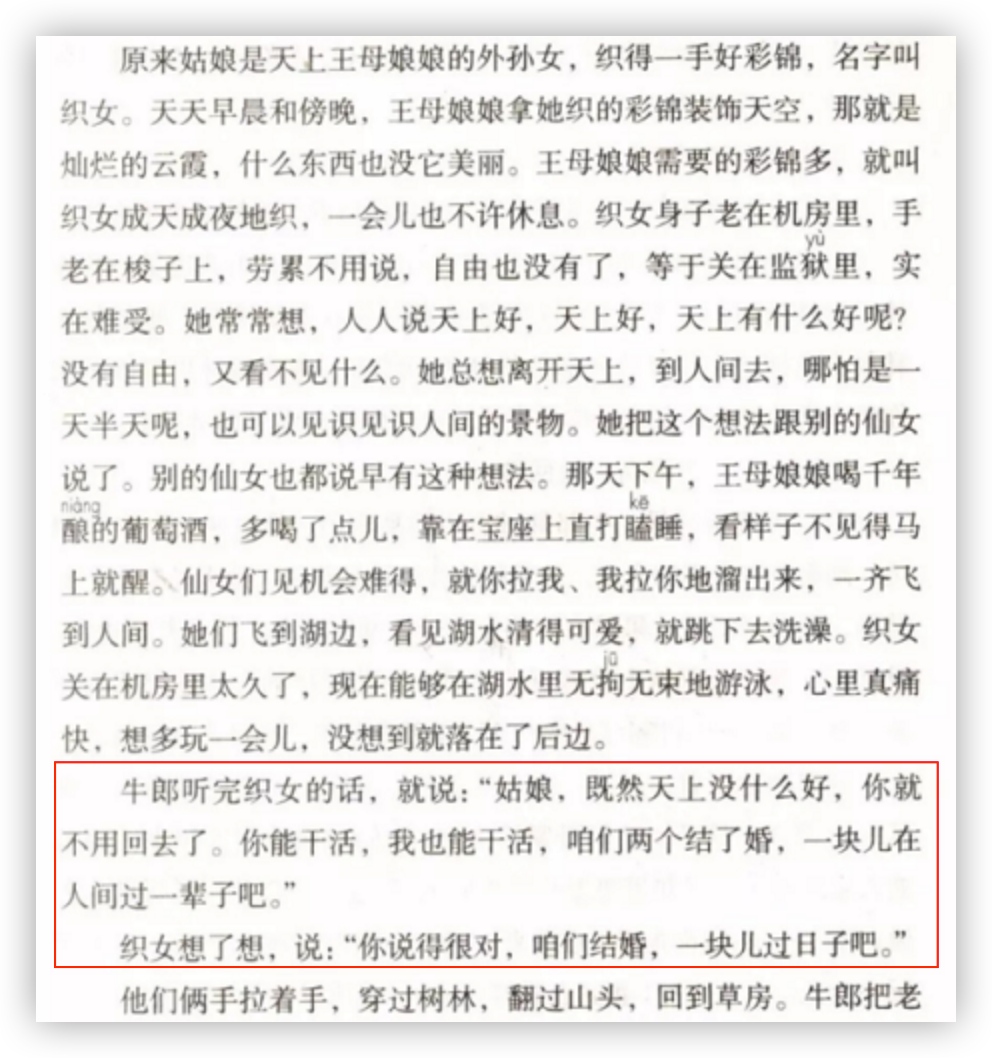 原来姑娘是天上王母娘娘的外孙女，织得一手好彩锦，名字叫
织女。天天早晨和傍晚，王母娘娘拿她织的彩锦装饰天空，那就是
灿烂的云霞，什么东西也没它美丽。王母娘娘需要的彩锦多，就叫
织女成天成夜地织，一会儿也不许休息。织女身子老在机房里，手
yù
老在梭子上，劳累不用说，自由也没有了，等于关在监狱里，实
在难受。她常常想，人人说天上好，天上好，天上有什么好呢？
没有自由，又看不见什么。她总想离开天上，到人间去，哪怕是一
天半天呢，也可以见识见识人间的景物。她把这个想法跟别的仙女
说了。别的仙女也都说早有这种想法。那天下午，王母娘娘喝千年
niàng kē
酿的葡萄酒，多喝了点儿，靠在宝座上直打瞌睡，看样子不见得马
上就醒。仙女们见机会难得，就你拉我、我拉你地溜出来，一齐飞
到人间。她们飞到湖边，看见湖水清得可爱，就跳下去洗澡。织女
jū
关在机房里太久了，现在能够在湖水里无拘无束地游泳，心里真痛
快，想多玩一会儿，没想到就落在了后边。
牛郎听完织女的话，就说：“姑娘，既然天上没什么好，你就
不用回去了。你能干活，我也能干活，咱们两个结了婚，一块儿在
人间过一辈子吧。”
织女想了想，说：“你说得很对，咱们结婚，一块儿过日子吧。”
他们俩手拉着手，穿过树林，翻过山头，回到草房。牛郎把老